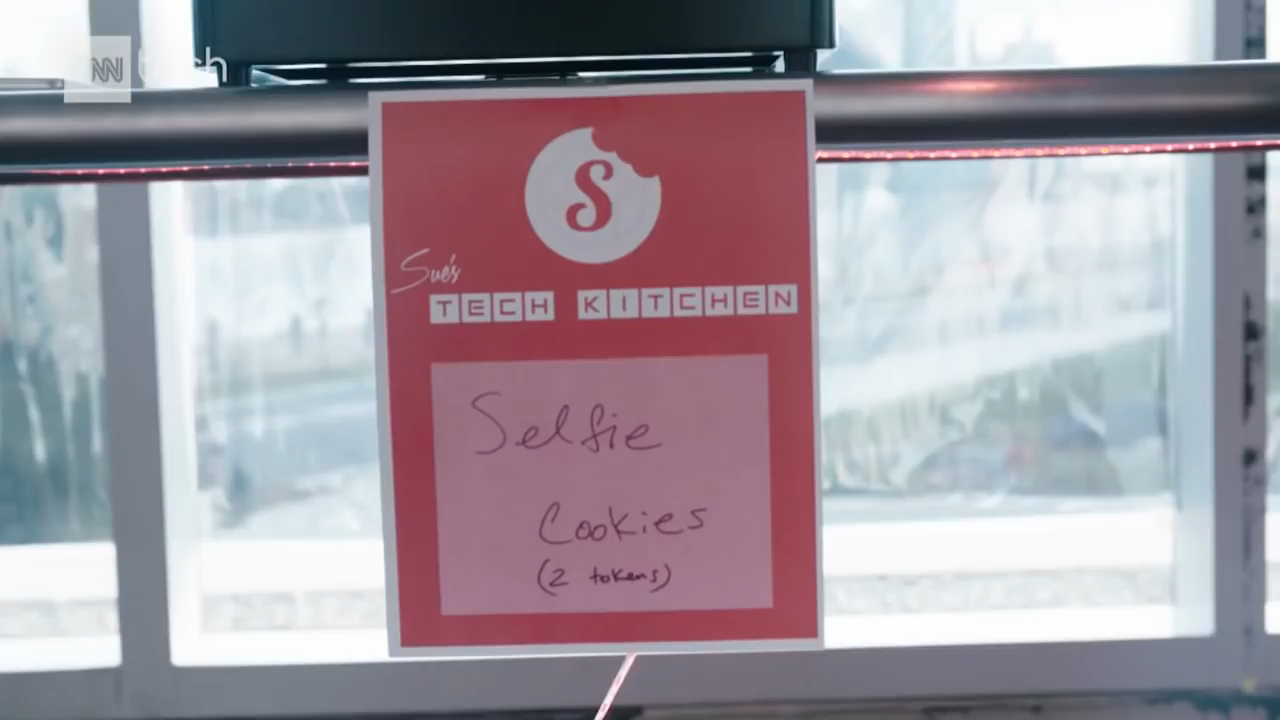 S
Sue's
TECH KITCHEN
Selfie
Cookies
(2 tokens)